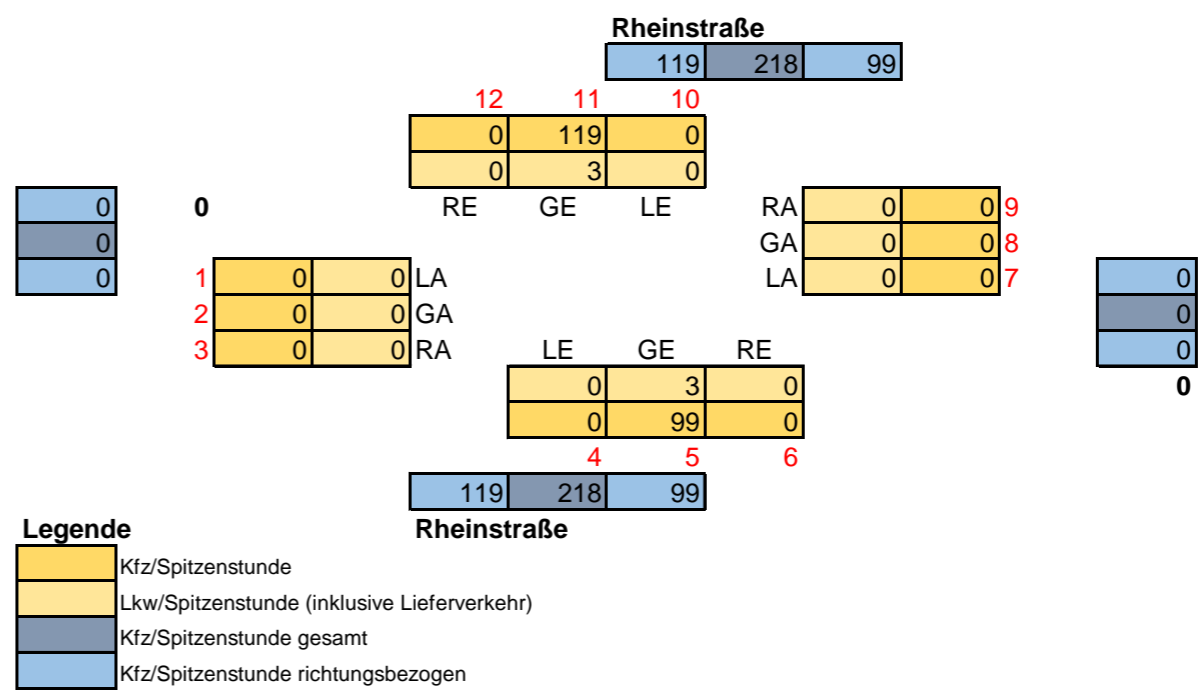 Rheinstraße
119 218 99
12 11 10
0 119 0
0 3 0
0 0 RE GE LE RA 0 0 9
0 GA 0 0 8
0 1 0 0 LA LA 0 0 7 0
2 0 0 GA 0
3 0 0 RA LE GE RE 0
0 3 0 0
0 99 0
4 5 6
119 218 99
Legende Rheinstraße
Kfz/Spitzenstunde
Lkw/Spitzenstunde (inklusive Lieferverkehr)
Kfz/Spitzenstunde gesamt
Kfz/Spitzenstunde richtungsbezogen